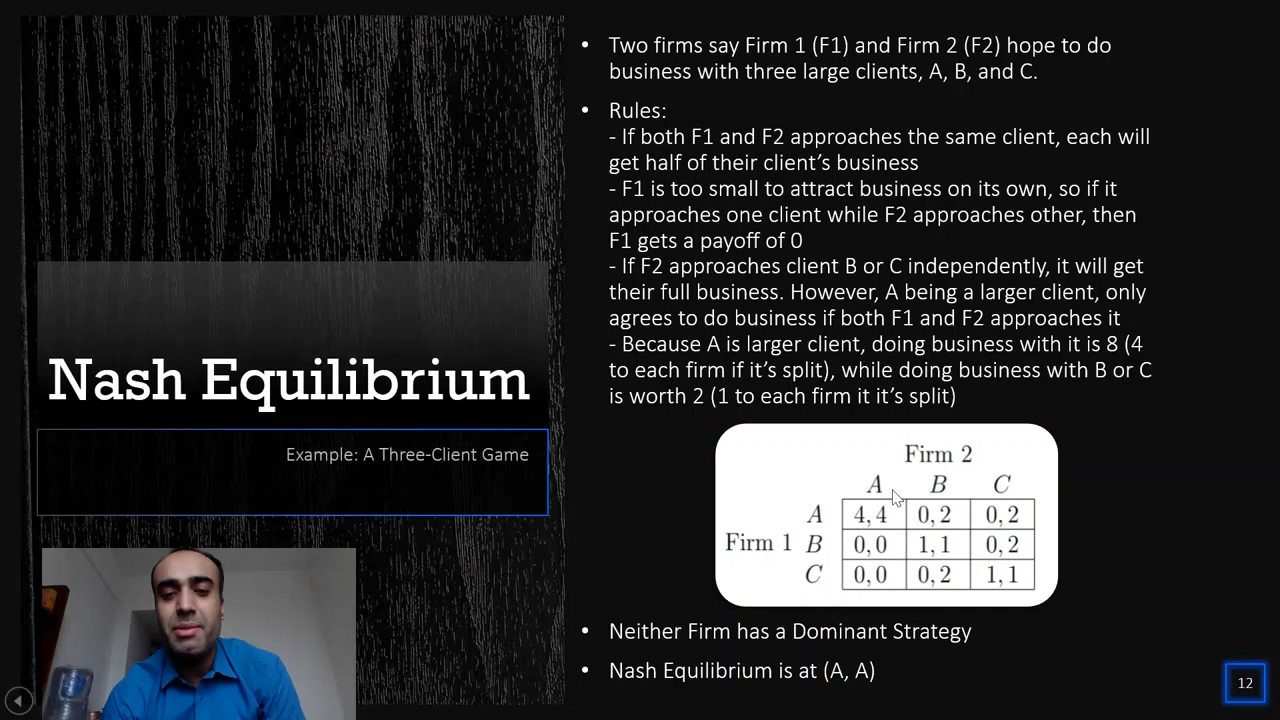 Nash Equilibrium
Example: A Three-Client Game
• Two firms say Firm 1 (F1) and Firm 2 (F2) hope to do
business with three large clients, A, B, and C.
• Rules:
- If both F1 and F2 approaches the same client, each will
get half of their client’s business
- F1 is too small to attract business on its own, so if it
approaches one client while F2 approaches other, then
F1 gets a payoff of 0
- If F2 approaches client B or C independently, it will get
their full business. However, A being a larger client, only
agrees to do business if both F1 and F2 approaches it
- Because A is larger client, doing business with it is 8 (4
to each firm if it’s split), while doing business with B or C
is worth 2 (1 to each firm it it’s split)
Firm 2
A B C
A 4, 4 0, 2 0, 2
Firm 1 B 0, 0 1, 1 0, 2
C 0, 0 0, 2 1, 1
• Neither Firm has a Dominant Strategy
• Nash Equilibrium is at (A, A)
12